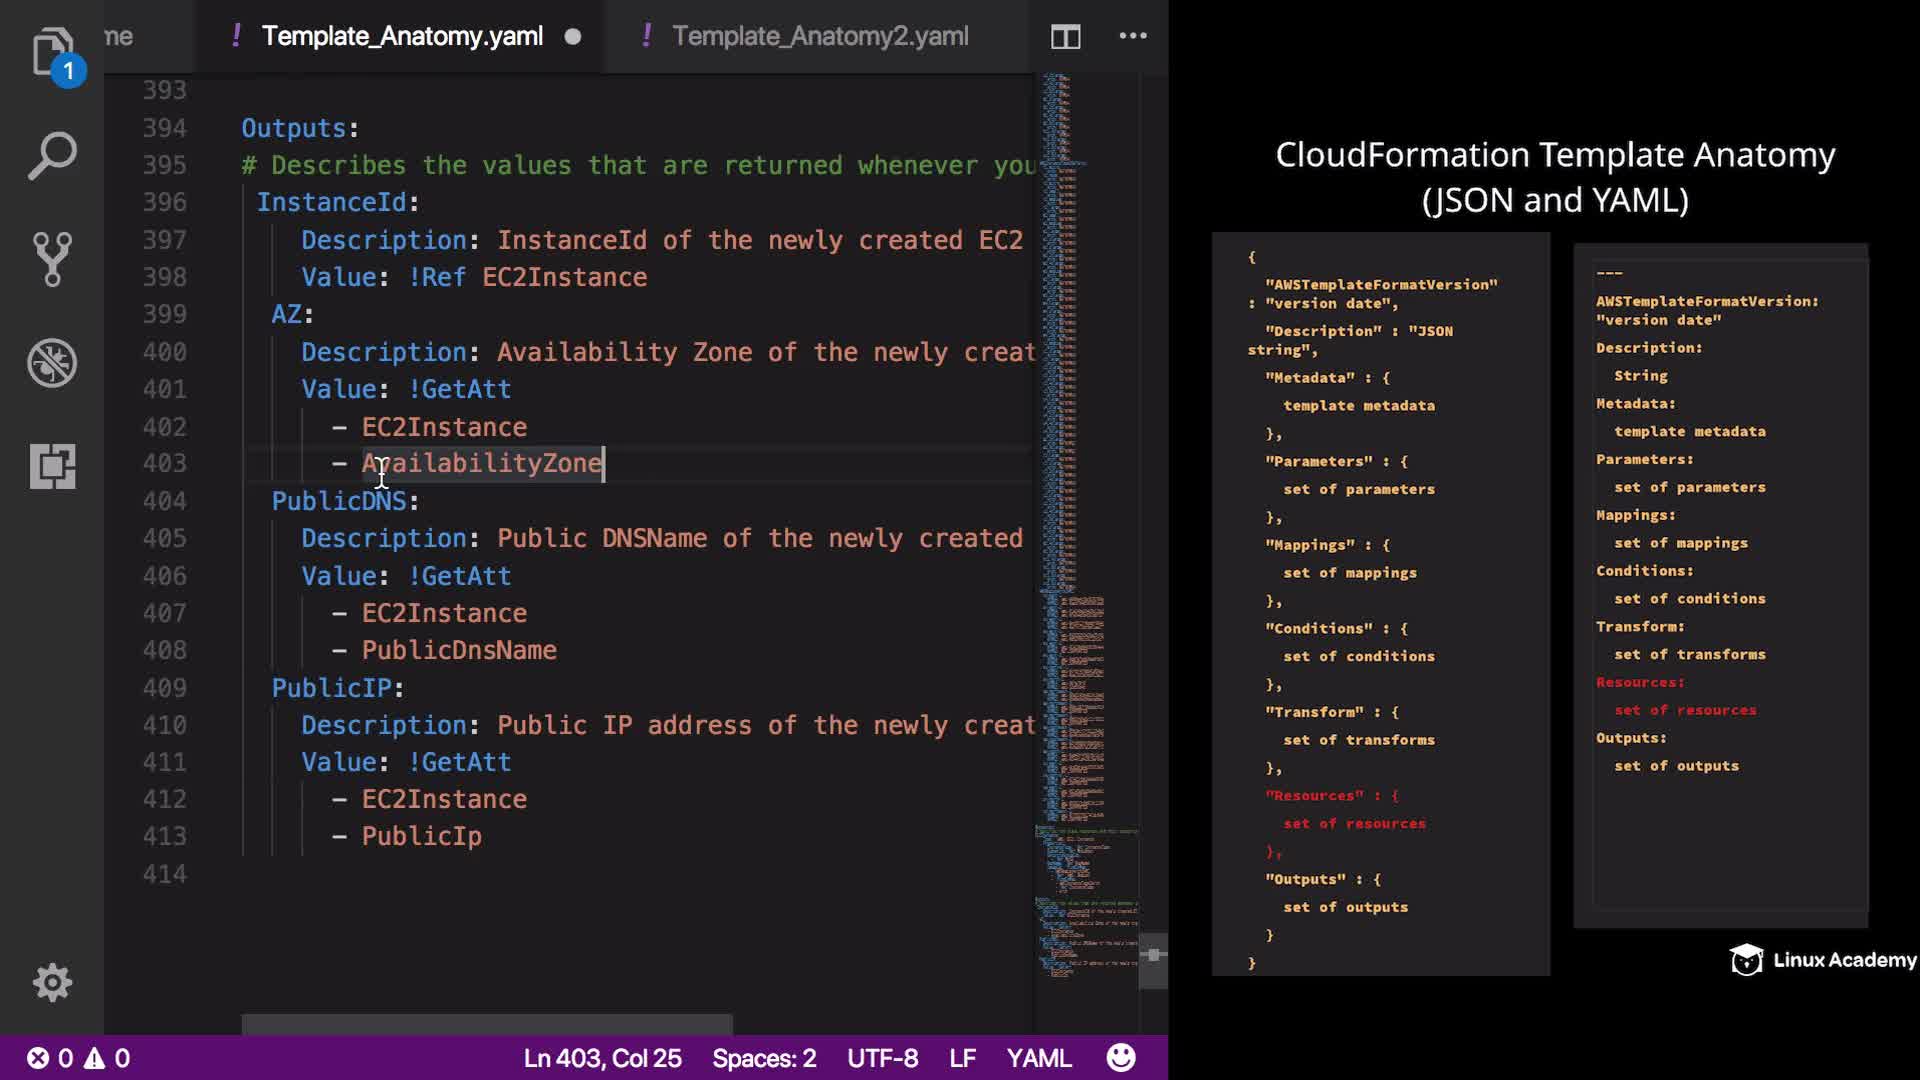 me
! Template_Anatomy.yaml
! Template_Anatomy2.yaml
1
393
394 Outputs:
395 # Describes the values that are returned whenever you
396 InstanceId:
397 Description: InstanceId of the newly created EC2
398 Value: !Ref EC2Instance
399 AZ:
400 Description: Availability Zone of the newly creat
401 Value: !GetAtt
402 - EC2Instance
403 - AvailabilityZone
404 PublicDNS:
405 Description: Public DNSName of the newly created
406 Value: !GetAtt
407 - EC2Instance
408 - PublicDnsName
409 PublicIP:
410 Description: Public IP address of the newly creat
411 Value: !GetAtt
412 - EC2Instance
413 - PublicIp
414
0 0
Ln 403, Col 25
Spaces: 2
UTF-8
LF
YAML
CloudFormation Template Anatomy
(JSON and YAML)
{
"AWSTemplateFormatVersion"
: "version date",
"Description" : "JSON
string",
"Metadata" : {
template metadata
},
"Parameters" : {
set of parameters
},
"Mappings" : {
set of mappings
},
"Conditions" : {
set of conditions
},
"Transform" : {
set of transforms
},
"Resources" : {
set of resources
},
"Outputs" : {
set of outputs
}
}
---
AWSTemplateFormatVersion:
"version date"
Description:
String
Metadata:
template metadata
Parameters:
set of parameters
Mappings:
set of mappings
Conditions:
set of conditions
Transform:
set of transforms
Resources:
set of resources
Outputs:
set of outputs
Linux Academy